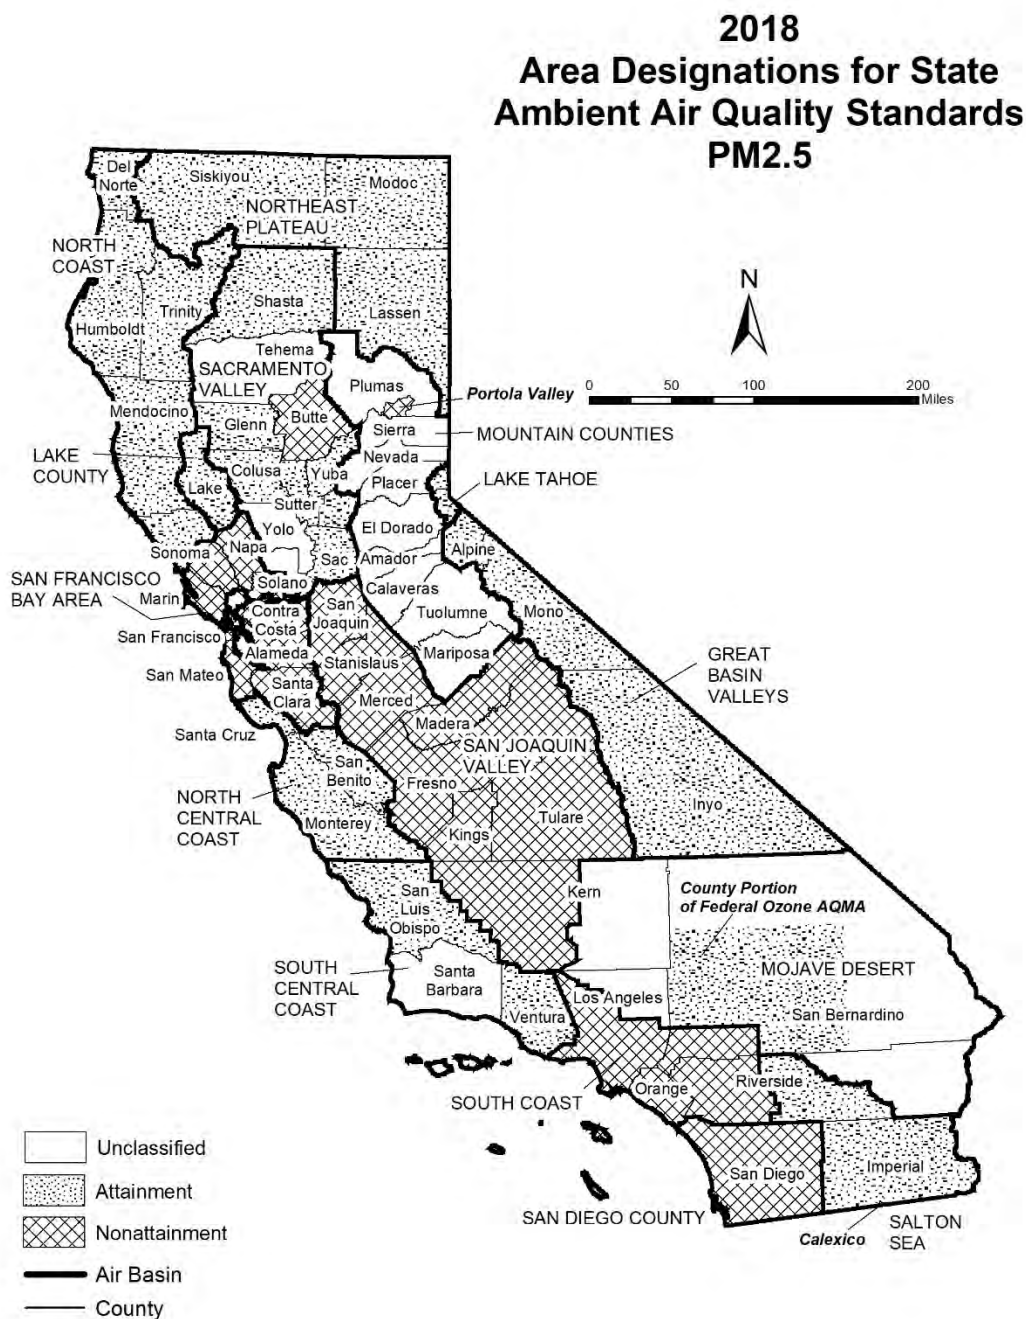 2018
Area Designations for State
Ambient Air Quality Standards
PM2.5
Del
Norte
Siskiyou
Modoc
NORTHEAST
PLATEAU
NORTH
COAST
Shasta
Trinity
Lassen
Humboldt
N
Tehema
SACRAMENTO
VALLEY
Plumas
Portola Valley
0 50 100 200
Miles
Mendocino
Glenn
Butte
Sierra
MOUNTAIN COUNTIES
LAKE
COUNTY
Colusa
Yuba
Nevada
Placer
LAKE TAHOE
Lake
Sutter
Yolo
El Dorado
Sonoma
Napa
Sac
Amador
Alpine
SAN FRANCISCO
BAY AREA
Solano
Calaveras
Marin
Contra
Costa
San
Joaquin
Tuolumne
Mono
San Francisco
Alameda
Stanislaus
Mariposa
San Mateo
Santa
Clara
Merced
GREAT
BASIN
VALLEYS
Santa Cruz
Madera
SAN JOAQUIN
VALLEY
San
Benito
Fresno
NORTH
CENTRAL
COAST
Monterey
Kings
Tulare
Inyo
San
Luis
Obispo
Kern
County Portion
of Federal Ozone AQMA
SOUTH
CENTRAL
COAST
Santa
Barbara
Ventura
Los Angeles
MOJAVE DESERT
San Bernardino
SOUTH COAST
Orange
Riverside
San Diego
Imperial
SAN DIEGO COUNTY
Calexico
SALTON
SEA
Unclassified
Attainment
Nonattainment
Air Basin
County